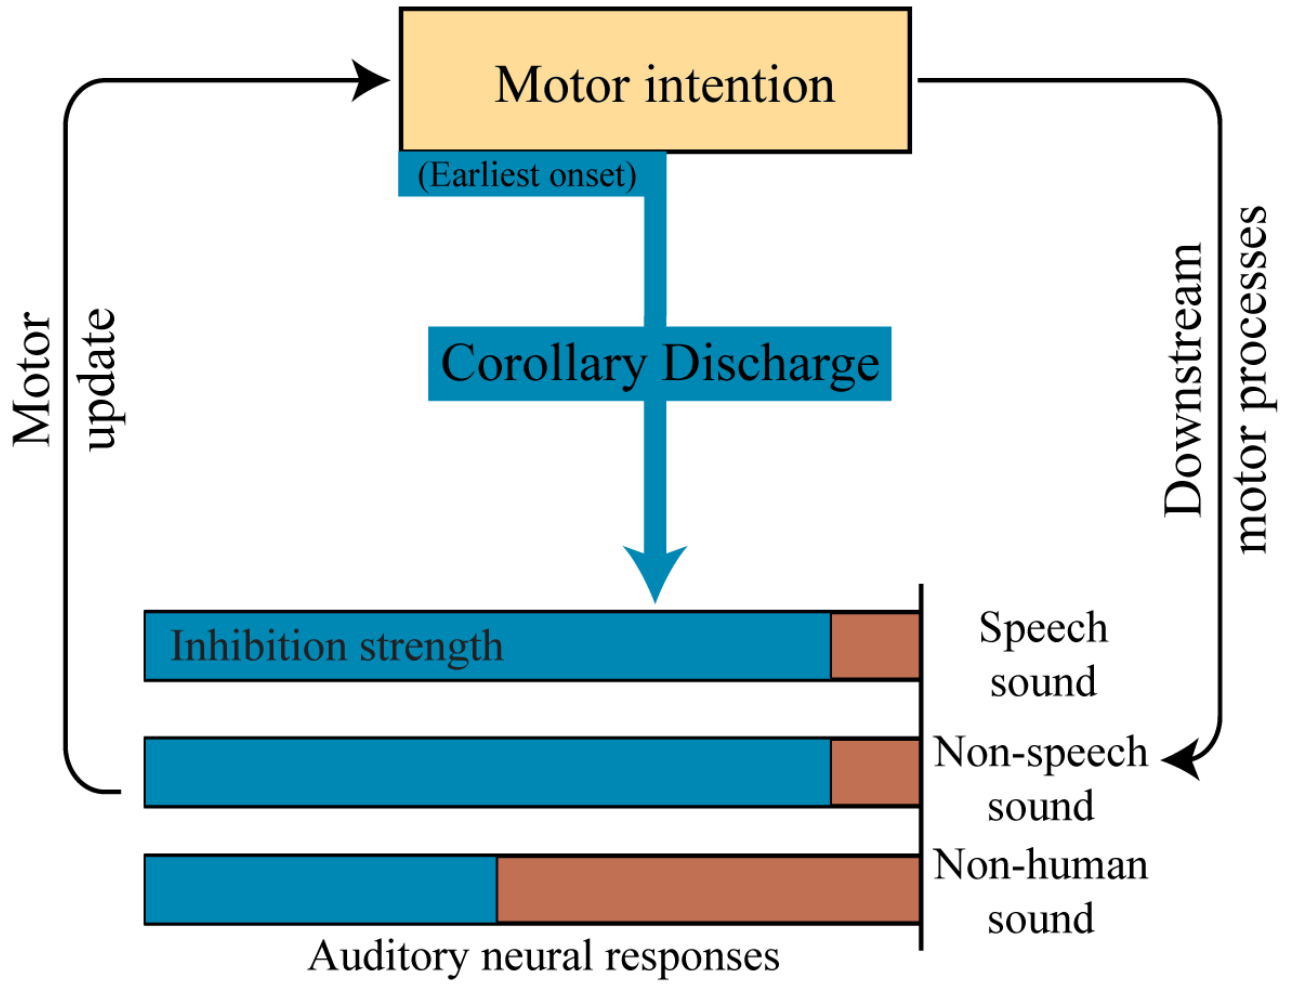 Motor intention
(Earliest onset)
Corollary Discharge
Motor
update
Downstream
motor processes
Inhibition strength
Speech
sound
Non-speech
sound
Non-human
sound
Auditory neural responses